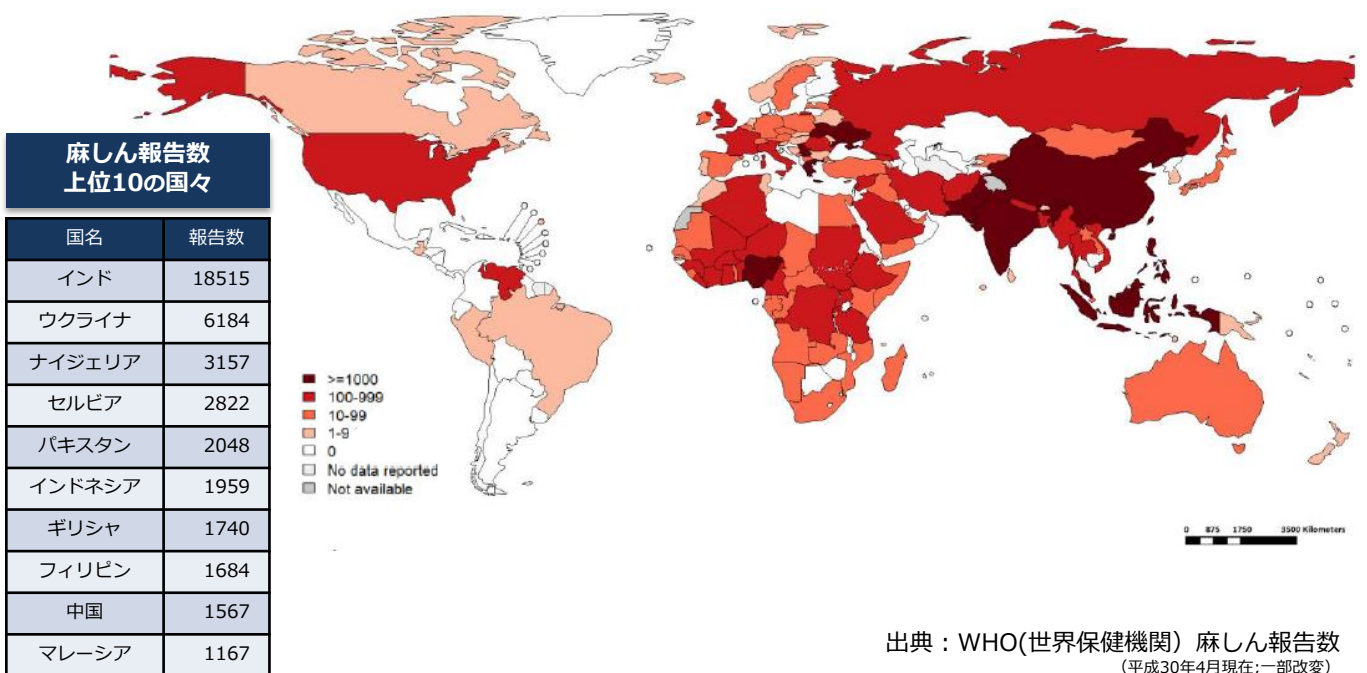 麻しん報告数
上位10の国々
国名 報告数
インド 18515
ウクライナ 6184
ナイジェリア 3157
セルビア 2822
パキスタン 2048
インドネシア 1959
ギリシャ 1740
フィリピン 1684
中国 1567
マレーシア 1167
>=1000
100-999
10-99
1-9
0
No data reported
Not available
0 875 1750 3500 Kilometers
出典：WHO(世界保健機関）麻しん報告数
（平成30年4月現在;一部改変）